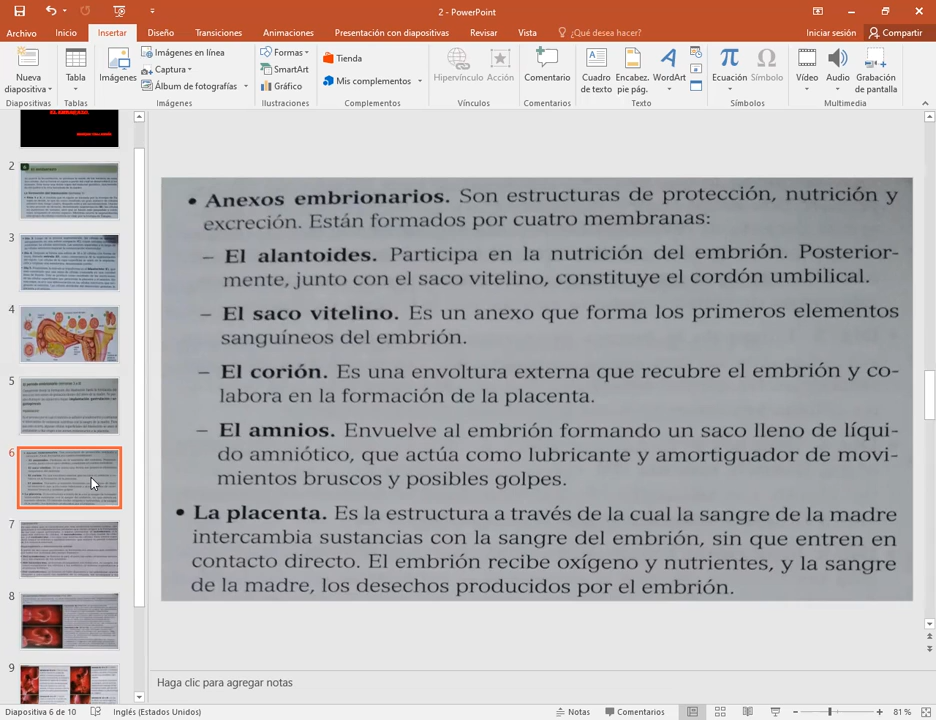 2 - PowerPoint
Archivo Inicio Insertar Diseño Transiciones Animaciones Presentación con diapositivas Revisar Vista ¿Qué desea hacer? Iniciar sesión Compartir
Nueva diapositiva
Diapositivas
Tabla
Tablas
Imágenes
Imágenes en línea
Captura
Álbum de fotografías
Imágenes
Formas
SmartArt
Gráfico
Ilustraciones
Tienda
Mis complementos
Complementos
Hipervínculo Acción
Vínculos
Comentario
Comentarios
Cuadro de texto
Encabez. pie pág.
WordArt
Texto
Ecuación Símbolo
Símbolos
Vídeo Audio Grabación de pantalla
Multimedia
2
3
4
5
6
7
8
9
• Anexos embrionarios. Son estructuras de protección, nutrición y
excreción. Están formados por cuatro membranas:
– El alantoides. Participa en la nutrición del embrión. Posterior-
mente, junto con el saco vitelino, constituye el cordón umbilical.
– El saco vitelino. Es un anexo que forma los primeros elementos
sanguíneos del embrión.
– El corión. Es una envoltura externa que recubre el embrión y co-
labora en la formación de la placenta.
– El amnios. Envuelve al embrión formando un saco lleno de líqui-
do amniótico, que actúa como lubricante y amortiguador de movi-
mientos bruscos y posibles golpes.
• La placenta. Es la estructura a través de la cual la sangre de la madre
intercambia sustancias con la sangre del embrión, sin que entren en
contacto directo. El embrión recibe oxígeno y nutrientes, y la sangre
de la madre, los desechos producidos por el embrión.
Haga clic para agregar notas
Diapositiva 6 de 10 Inglés (Estados Unidos) Notas Comentarios 81 %